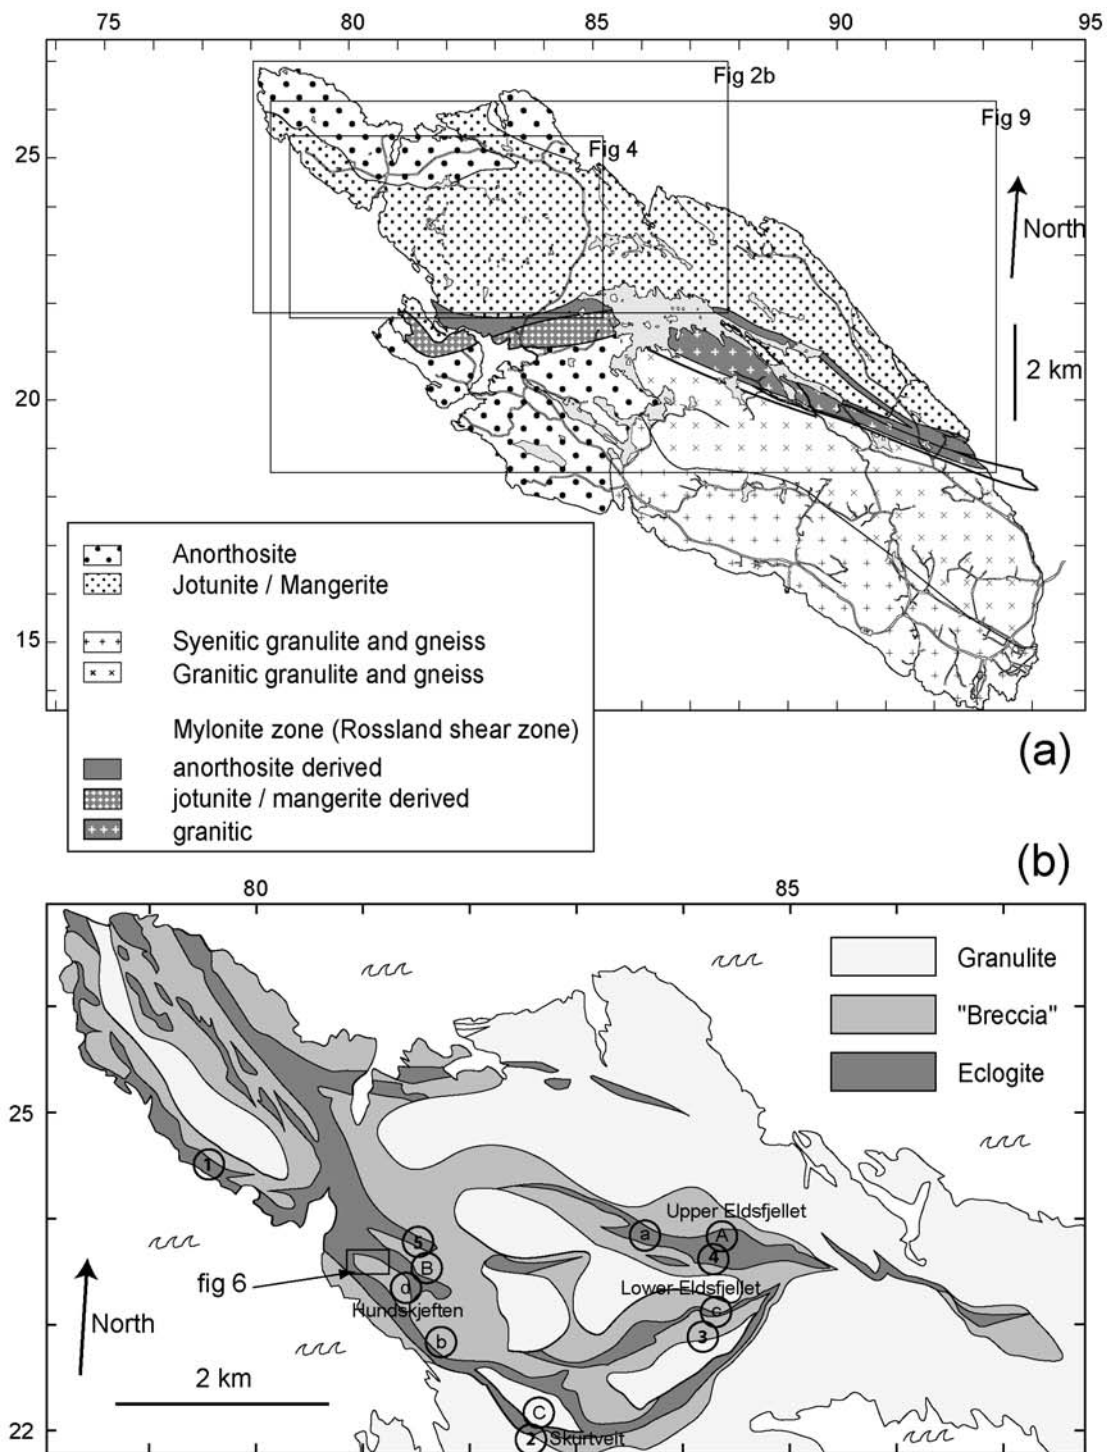 75 80 85 90 95
Fig 2b
Fig 9
Fig 4
25
North
2 km
20
15
Anorthosite
Jotunite / Mangerite
Syenitic granulite and gneiss
Granitic granulite and gneiss
Mylonite zone (Rossland shear zone)
anorthosite derived
jotunite / mangerite derived
granitic
(a)
(b)
80 85
Granulite
"Breccia"
Eclogite
25
1
Upper Eldsfjellet
a A
5 4
B
fig 6
d
Lower Eldsfjellet
Hundskjeften
c
North
b 3
2 km
C
22
2 Skurtveit